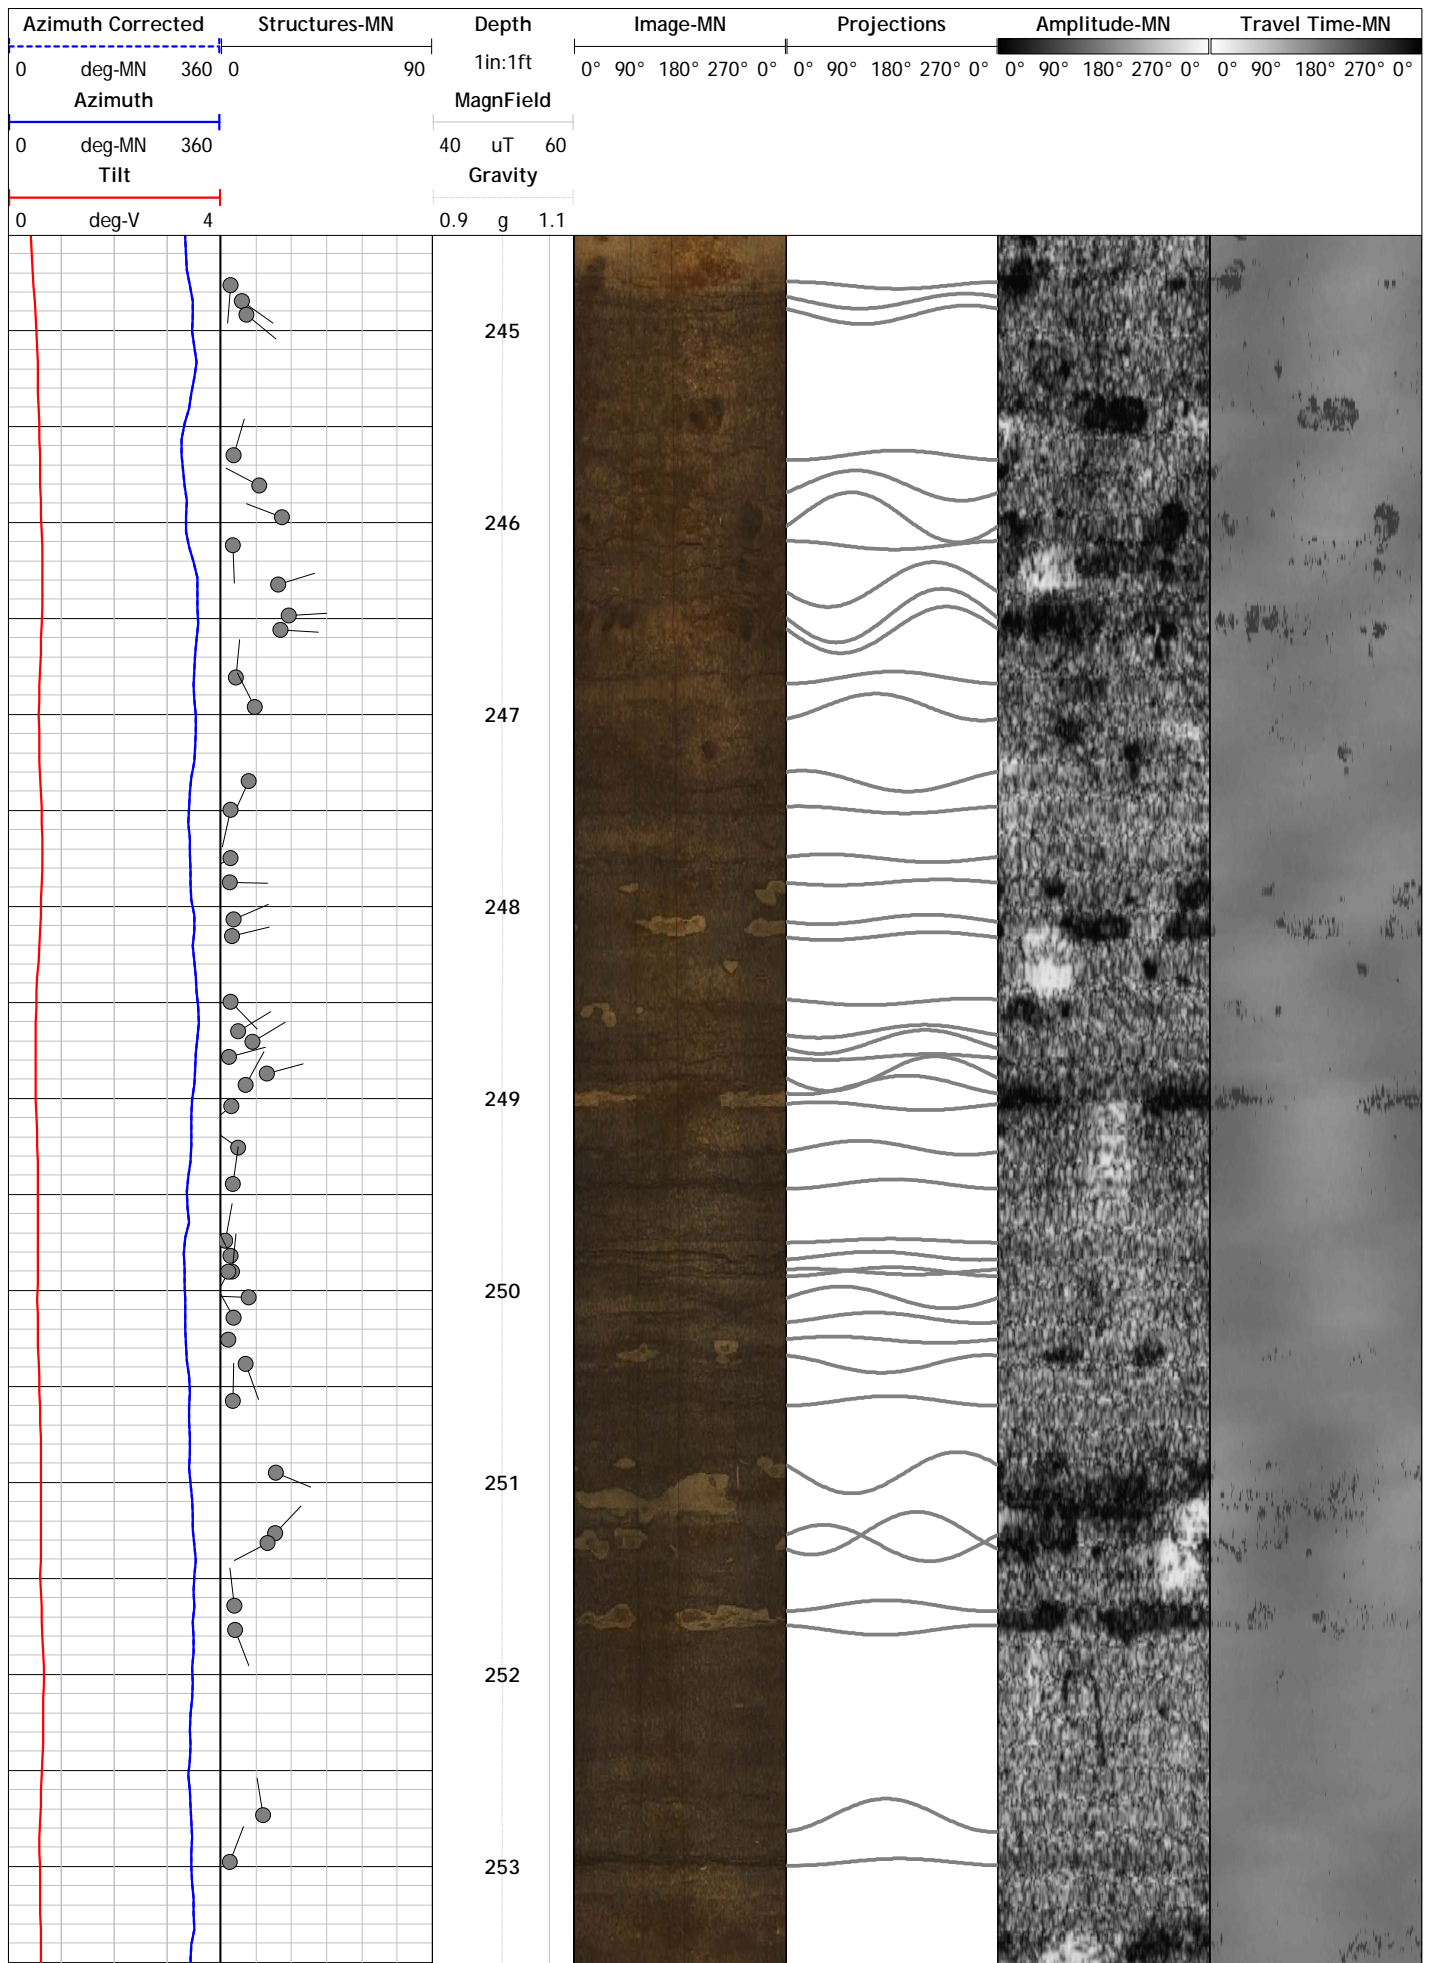 Azimuth Corrected Structures-MN Depth Image-MN Projections Amplitude-MN Travel Time-MN
0 deg-MN 360 0 90 1in:1ft 0° 90° 180° 270° 0° 0° 90° 180° 270° 0° 0° 90° 180° 270° 0° 0° 90° 180° 270° 0°
Azimuth MagnField
0 deg-MN 360 40 uT 60
Tilt Gravity
0 deg-V 4 0.9 g 1.1
245
246
247
248
249
250
251
252
253